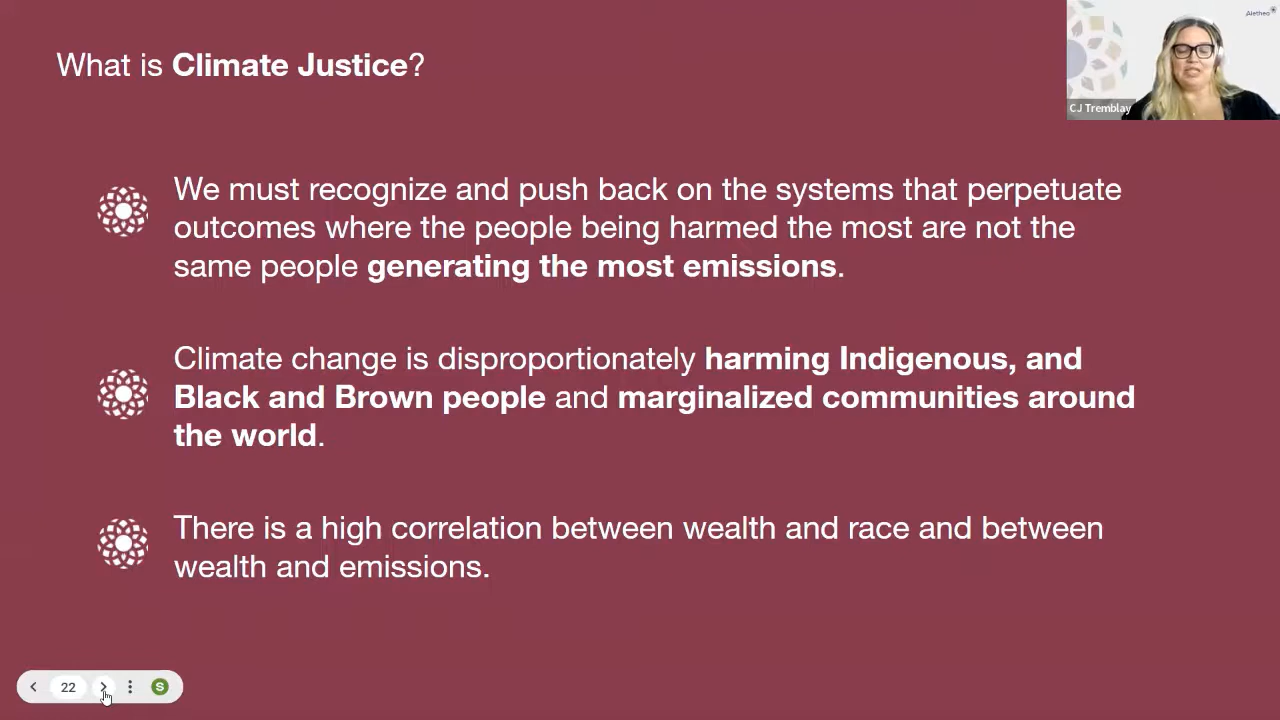 What is Climate Justice?
Aletheo
CJ Tremblay
We must recognize and push back on the systems that perpetuate
outcomes where the people being harmed the most are not the
same people generating the most emissions.
Climate change is disproportionately harming Indigenous, and
Black and Brown people and marginalized communities around
the world.
There is a high correlation between wealth and race and between
wealth and emissions.
22
S